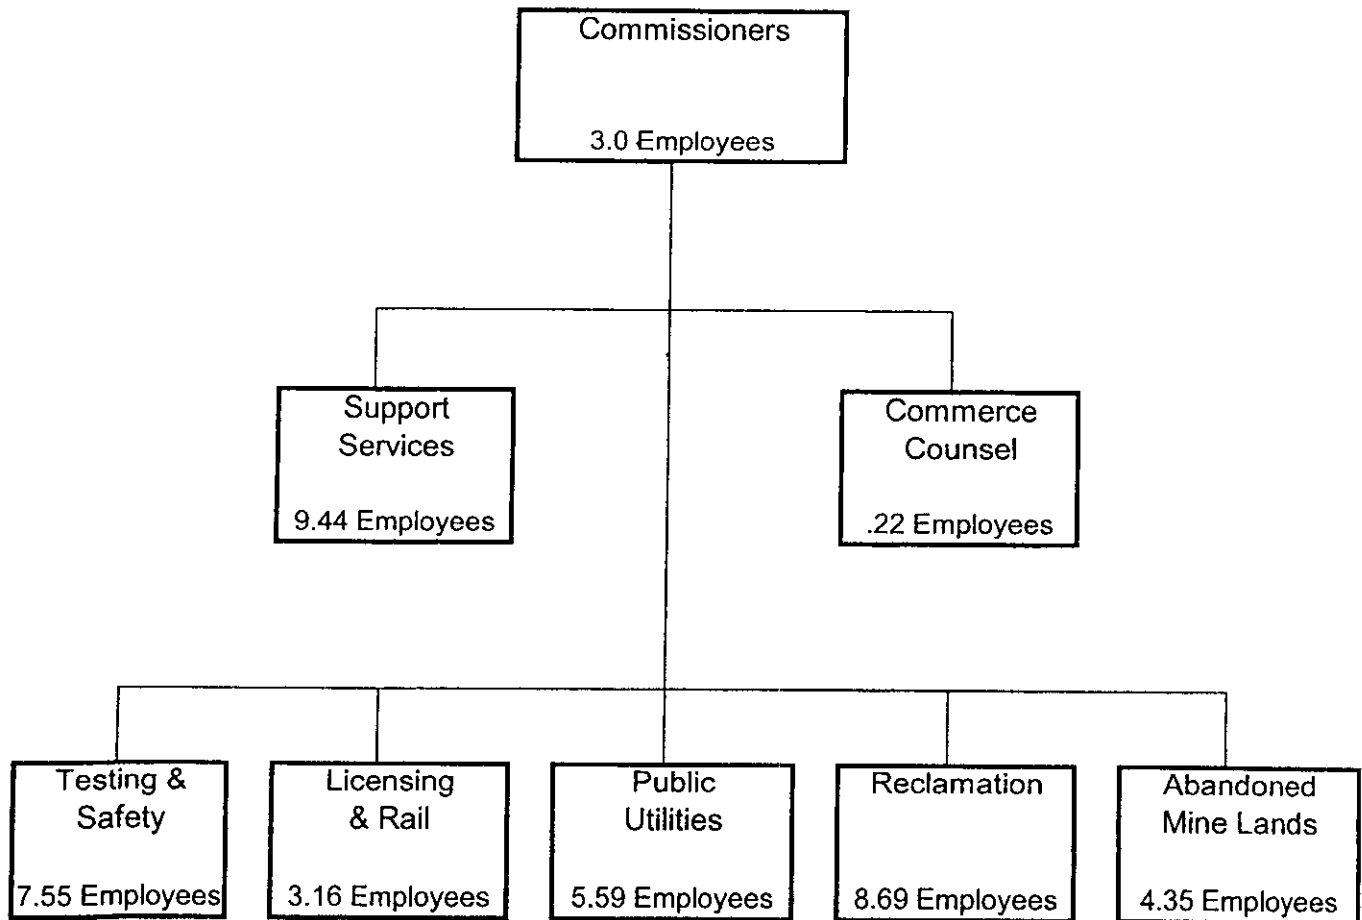 Commissioners
3.0 Employees
Support
Services
9.44 Employees
Commerce
Counsel
.22 Employees
Testing &
Safety
7.55 Employees
Licensing
& Rail
3.16 Employees
Public
Utilities
5.59 Employees
Reclamation
8.69 Employees
Abandoned
Mine Lands
4.35 Employees